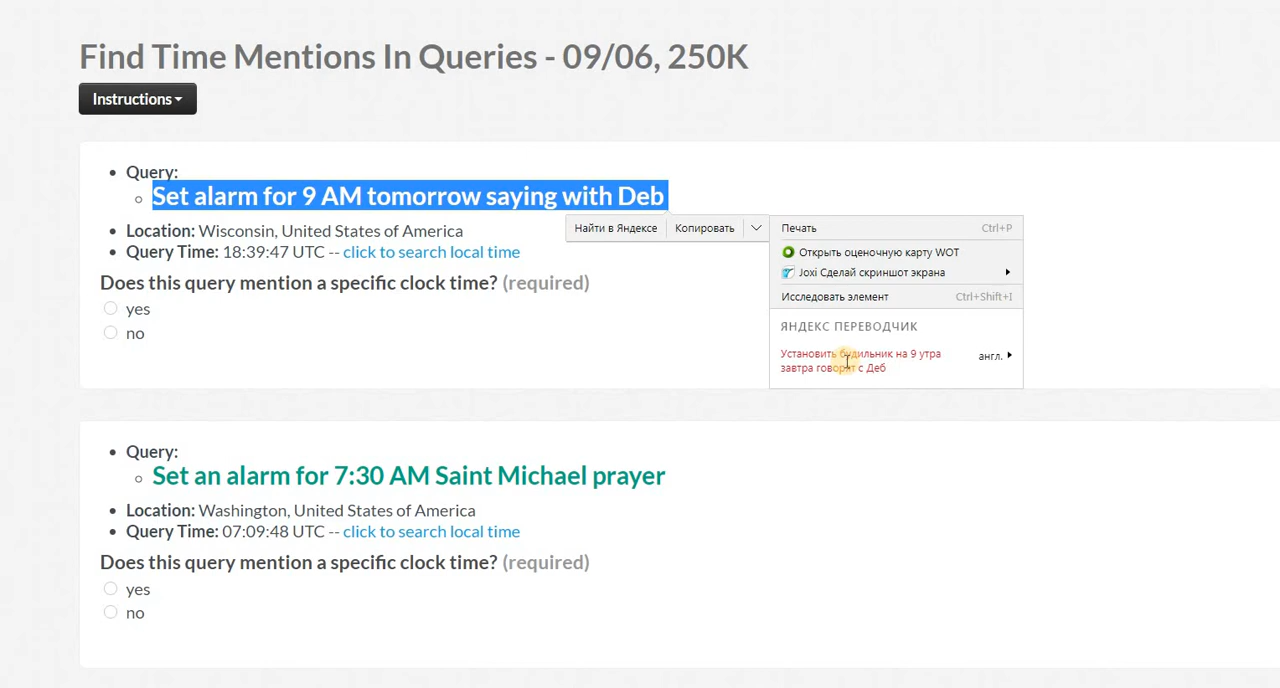 Find Time Mentions In Queries - 09/06, 250K
Instructions
Query:
Set alarm for 9 AM tomorrow saying with Deb
Location: Wisconsin, United States of America
Query Time: 18:39:47 UTC -- click to search local time
Does this query mention a specific clock time? (required)
yes
no
Найти в Яндексе Копировать
Печать Ctrl+P
Открыть оценочную карту WOT
Joxi Сделай скриншот экрана
Исследовать элемент Ctrl+Shift+I
ЯНДЕКС ПЕРЕВОДЧИК
Установить будильник на 9 утра англ.
завтра говорят с Деб
Query:
Set an alarm for 7:30 AM Saint Michael prayer
Location: Washington, United States of America
Query Time: 07:09:48 UTC -- click to search local time
Does this query mention a specific clock time? (required)
yes
no